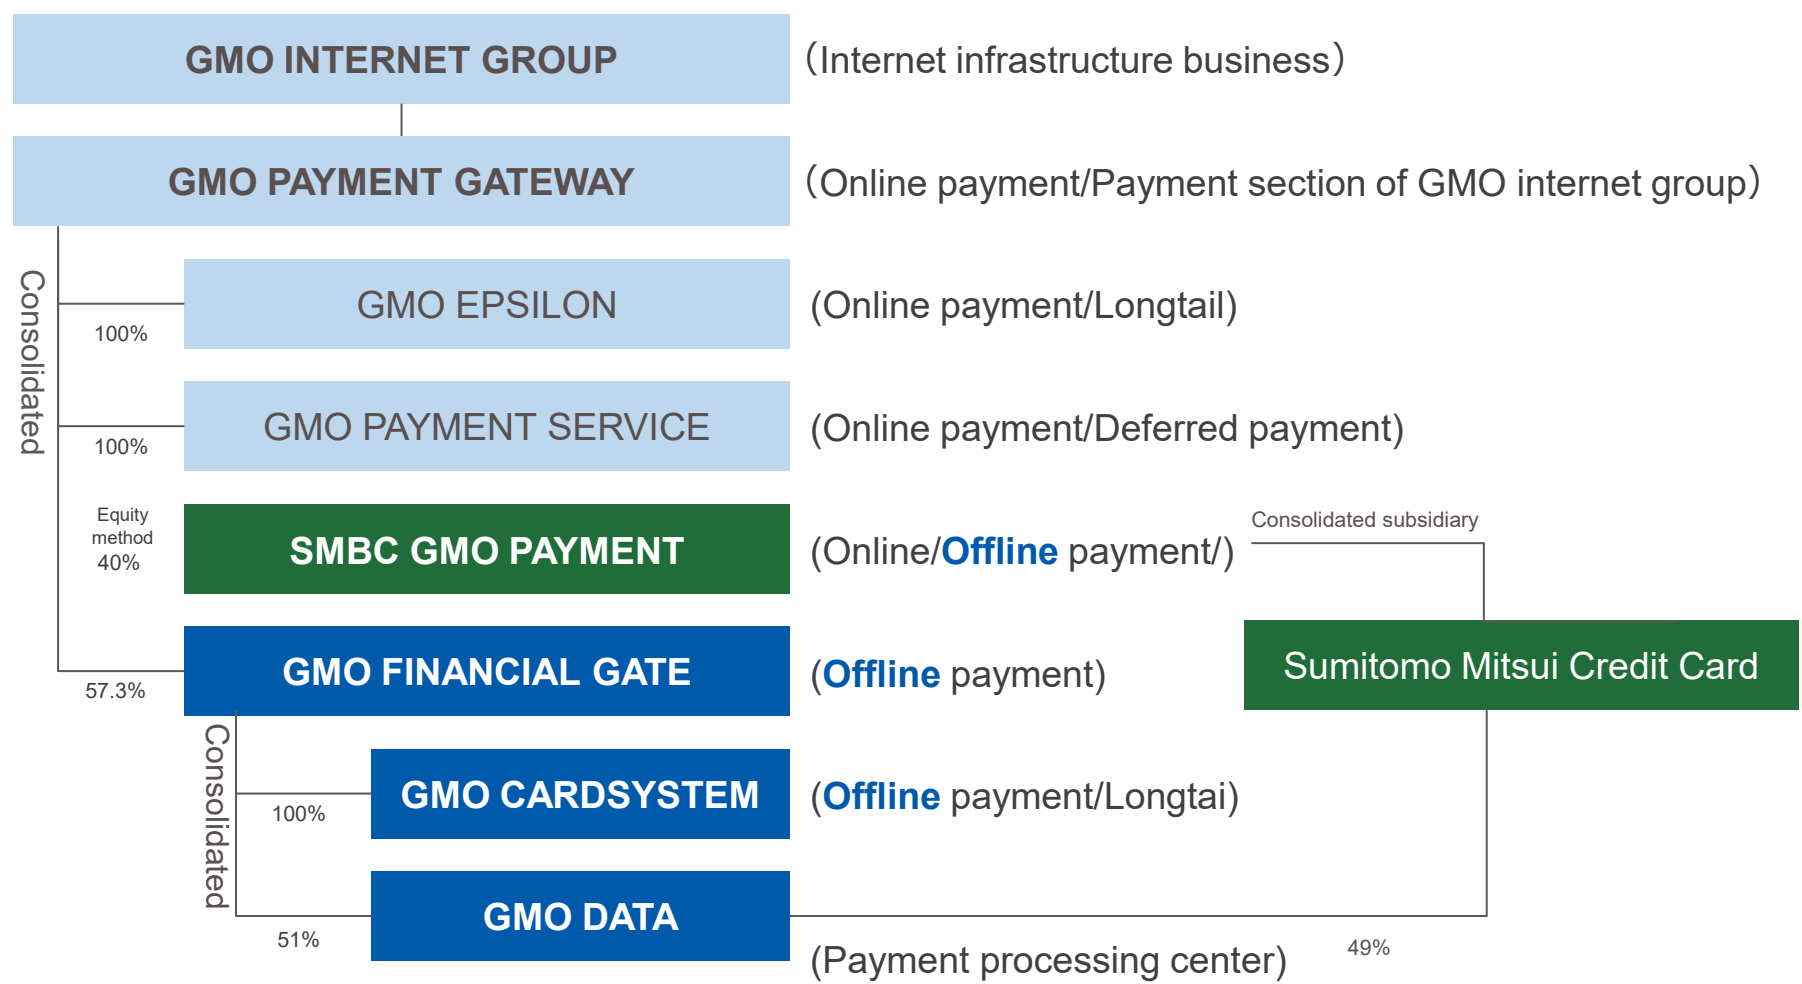 GMO INTERNET GROUP
（Internet infrastructure business）
GMO PAYMENT GATEWAY
（Online payment/Payment section of GMO internet group）
Consolidated
GMO EPSILON
(Online payment/Longtail)
100%
GMO PAYMENT SERVICE
(Online payment/Deferred payment)
100%
Equity
method
40%
SMBC GMO PAYMENT
(Online/Offline payment/)
Consolidated subsidiary
GMO FINANCIAL GATE
(Offline payment)
Sumitomo Mitsui Credit Card
57.3%
Consolidated
GMO CARDSYSTEM
(Offline payment/Longtai)
100%
GMO DATA
51%
(Payment processing center)
49%